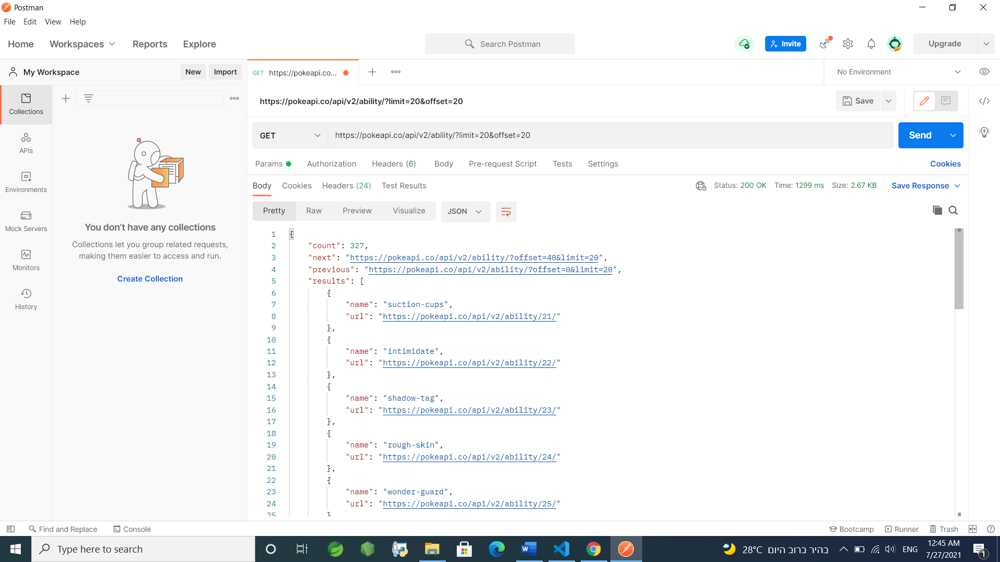 Postman
File Edit View Help
Home Workspaces Reports Explore
Search Postman
Invite
Upgrade
My Workspace
New Import
GET https://pokeapi.co...
No Environment
Collections
APIs
Environments
Mock Servers
Monitors
History
You don't have any collections
Collections let you group related requests,
making them easier to access and run.
Create Collection
https://pokeapi.co/api/v2/ability/?limit=20&offset=20
Save
GET https://pokeapi.co/api/v2/ability/?limit=20&offset=20
Send
Params Authorization Headers (6) Body Pre-request Script Tests Settings Cookies
Body Cookies Headers (24) Test Results Status: 200 OK Time: 1299 ms Size: 2.67 KB Save Response
Pretty Raw Preview Visualize JSON
1 {
2 "count": 327,
3 "next": "https://pokeapi.co/api/v2/ability/?offset=40&limit=20",
4 "previous": "https://pokeapi.co/api/v2/ability/?offset=0&limit=20",
5 "results": [
6 {
7 "name": "suction-cups",
8 "url": "https://pokeapi.co/api/v2/ability/21/"
9 },
10 {
11 "name": "intimidate",
12 "url": "https://pokeapi.co/api/v2/ability/22/"
13 },
14 {
15 "name": "shadow-tag",
16 "url": "https://pokeapi.co/api/v2/ability/23/"
17 },
18 {
19 "name": "rough-skin",
20 "url": "https://pokeapi.co/api/v2/ability/24/"
21 },
22 {
23 "name": "wonder-guard",
24 "url": "https://pokeapi.co/api/v2/ability/25/"
25 }
Find and Replace Console Bootcamp Runner Trash
Type here to search
28°C בהיר ברוב היום
ENG
12:45 AM
7/27/2021
1